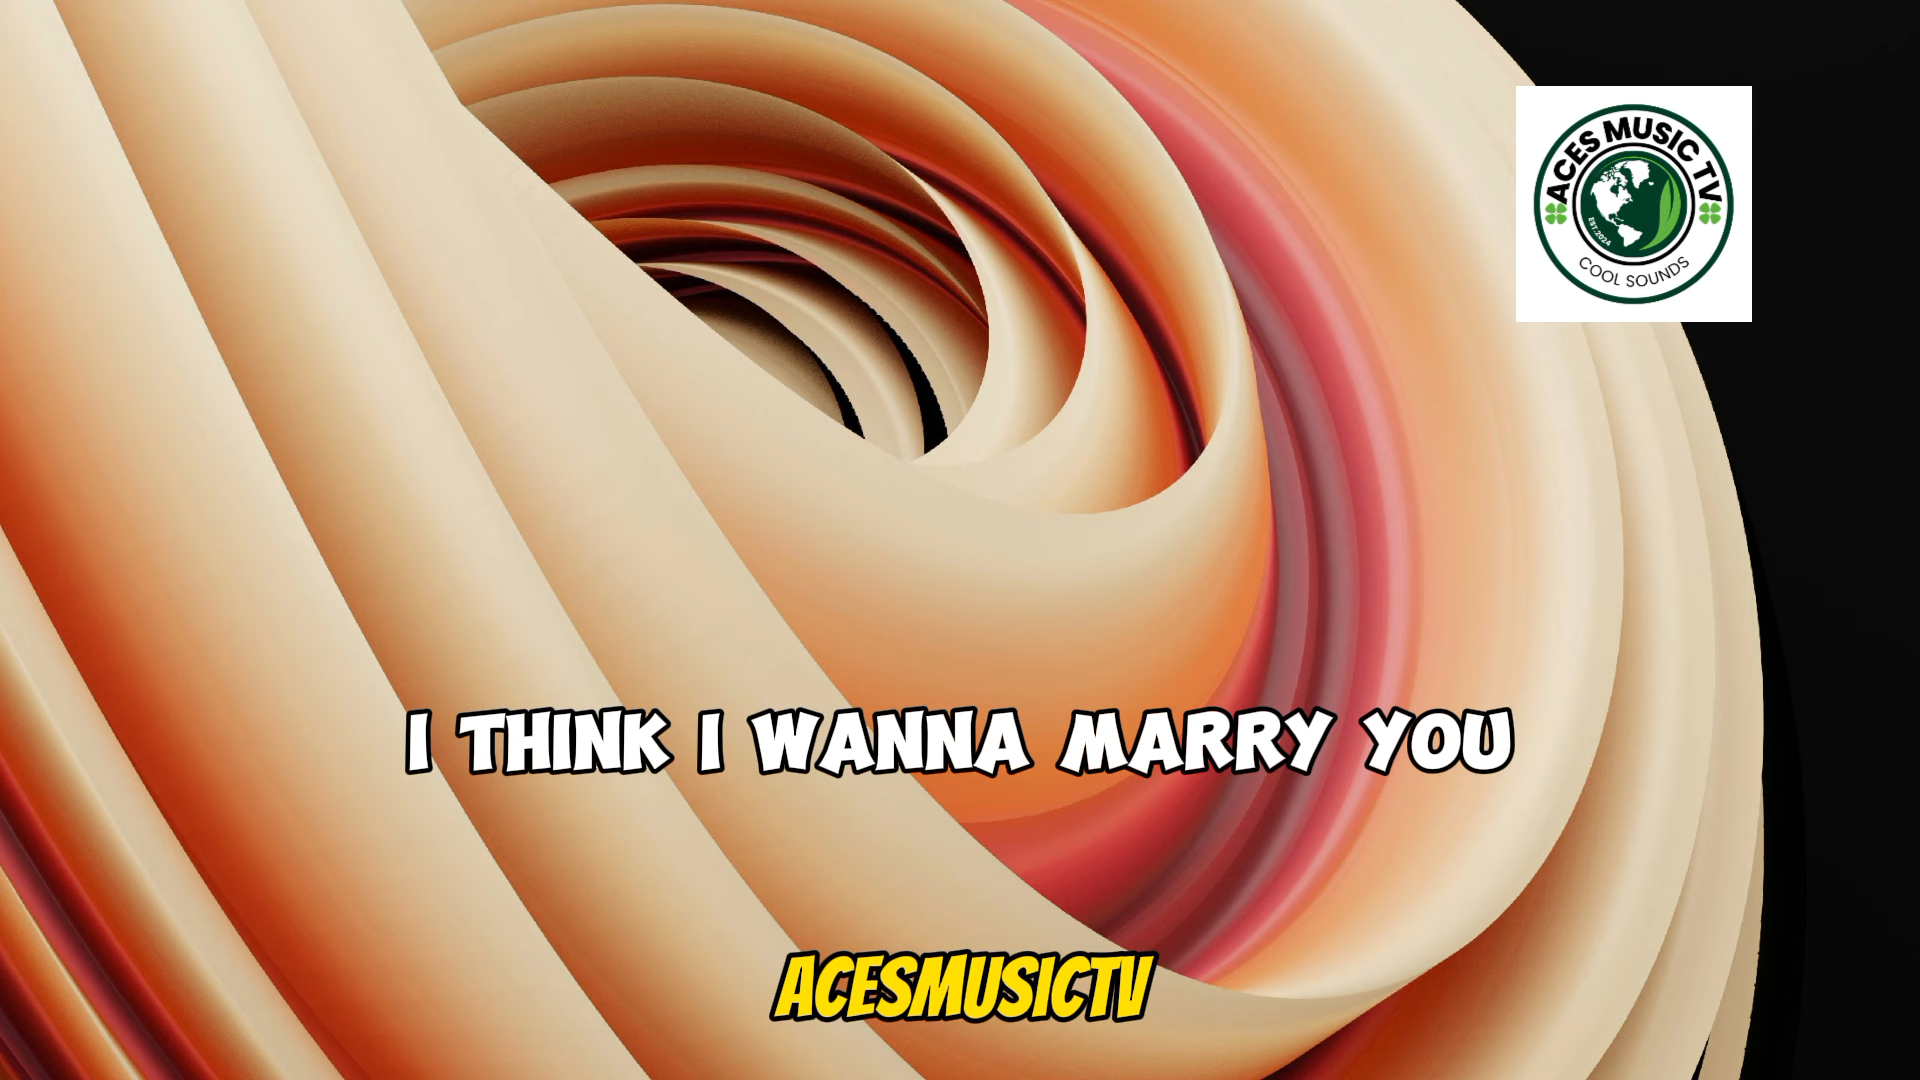 ACES MUSIC TV
EST.2024
COOL SOUNDS
I THINK I WANNA MARRY YOU
ACESMUSICTV